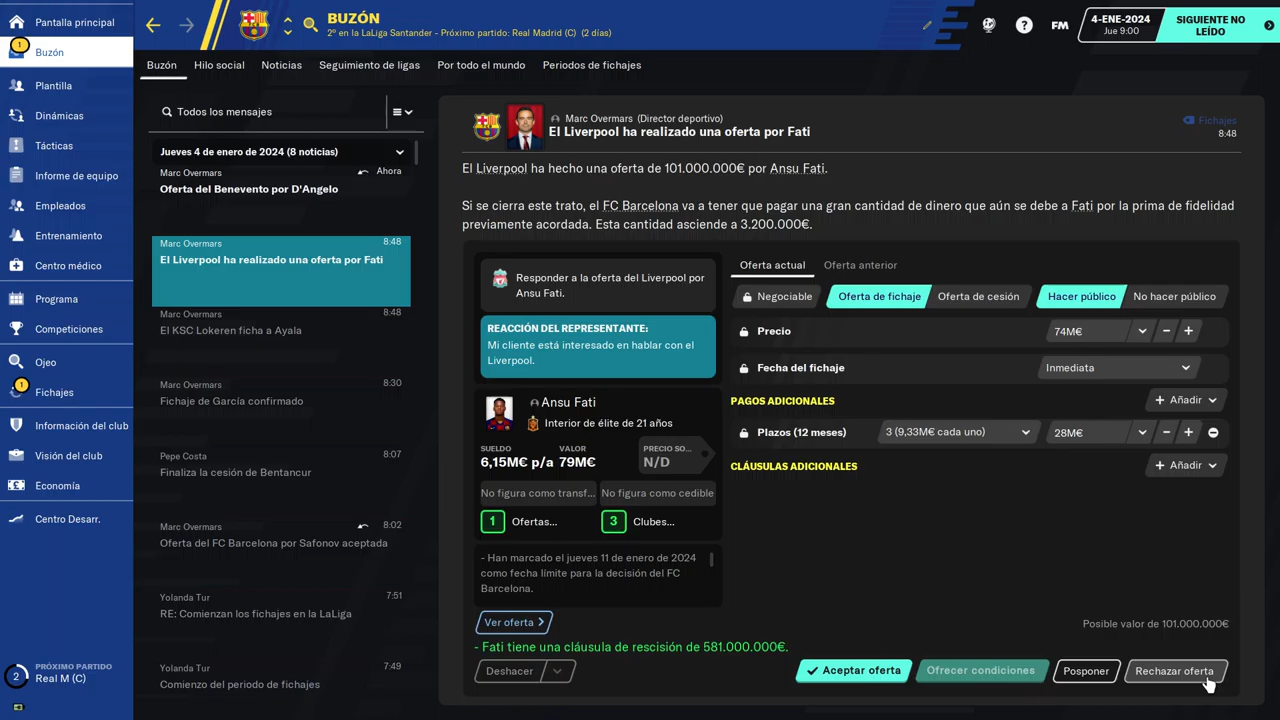 Pantalla principal
1
Buzón
Plantilla
Dinámicas
Tácticas
Informe de equipo
Empleados
Entrenamiento
Centro médico
Programa
Competiciones
Ojeo
1
Fichajes
Información del club
Visión del club
Economía
Centro Desarr.
2
PRÓXIMO PARTIDO
Real M (C)
BUZÓN
2º en la LaLiga Santander - Próximo partido: Real Madrid (C) (2 días)
FM
4-ENE-2024
Jue 9:00
SIGUIENTE NO
LEÍDO
Buzón
Hilo social
Noticias
Seguimiento de ligas
Por todo el mundo
Periodos de fichajes
Todos los mensajes
Jueves 4 de enero de 2024 (8 noticias)
Marc Overmars
Ahora
Oferta del Benevento por D'Angelo
Marc Overmars
8:48
El Liverpool ha realizado una oferta por Fati
Marc Overmars
8:48
El KSC Lokeren ficha a Ayala
Marc Overmars
8:30
Fichaje de García confirmado
Pepe Costa
8:07
Finaliza la cesión de Bentancur
Marc Overmars
8:02
Oferta del FC Barcelona por Safonov aceptada
Yolanda Tur
7:51
RE: Comienzan los fichajes en la LaLiga
Yolanda Tur
7:49
Comienzo del periodo de fichajes
Marc Overmars (Director deportivo)
El Liverpool ha realizado una oferta por Fati
Fichajes
8:48
El Liverpool ha hecho una oferta de 101.000.000€ por Ansu Fati.
Si se cierra este trato, el FC Barcelona va a tener que pagar una gran cantidad de dinero que aún se debe a Fati por la prima de fidelidad
previamente acordada. Esta cantidad asciende a 3.200.000€.
Responder a la oferta del Liverpool por
Ansu Fati.
REACCIÓN DEL REPRESENTANTE:
Mi cliente está interesado en hablar con el
Liverpool.
Ansu Fati
Interior de élite de 21 años
SUELDO
6,15M€ p/a
VALOR
79M€
PRECIO SO...
N/D
No figura como transf...
No figura como cedible
1
Ofertas...
3
Clubes...
- Han marcado el jueves 11 de enero de 2024
como fecha límite para la decisión del FC
Barcelona.
Oferta actual
Oferta anterior
Negociable
Oferta de fichaje
Oferta de cesión
Hacer público
No hacer público
Precio
74M€
Fecha del fichaje
Inmediata
PAGOS ADICIONALES
Añadir
Plazos (12 meses)
3 (9,33M€ cada uno)
28M€
CLÁUSULAS ADICIONALES
Añadir
Ver oferta
Posible valor de 101.000.000€
- Fati tiene una cláusula de rescisión de 581.000.000€.
Deshacer
Aceptar oferta
Ofrecer condiciones
Posponer
Rechazar oferta